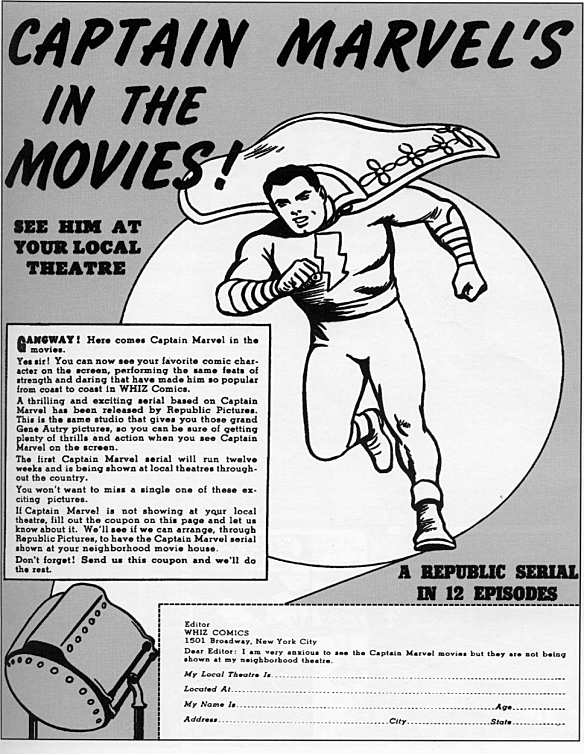 CAPTAIN MARVEL'S
IN THE
MOVIES!
SEE HIM AT
YOUR LOCAL
THEATRE
GANGWAY! Here comes Captain Marvel in the
movies.
Yes sir! You can now see your favorite comic char-
acter on the screen, performing the same feats of
strength and daring that have made him so popular
from coast to coast in WHIZ Comics.
A thrilling and exciting serial based on Captain
Marvel has been released by Republic Pictures.
This is the same studio that gives you those grand
Gene Autry pictures, so you can be sure of getting
plenty of thrills and action when you see Captain
Marvel on the screen.
The first Captain Marvel serial will run twelve
weeks and is being shown at local theatres through-
out the country.
You won't want to miss a single one of these ex-
citing pictures.
If Captain Marvel is not showing at your local
theatre, fill out the coupon on this page and let us
know about it. We'll see if we can arrange, through
Republic Pictures, to have the Captain Marvel serial
shown at your neighborhood movie house.
Don't forget! Send us this coupon and we'll do
the rest.
A REPUBLIC SERIAL
IN 12 EPISODES
Editor
WHIZ COMICS
1501 Broadway, New York City
Dear Editor: I am very anxious to see the Captain Marvel movies but they are not being
shown at my neighborhood theatre.
My Local Theatre Is
Located At
My Name Is Age
Address City State